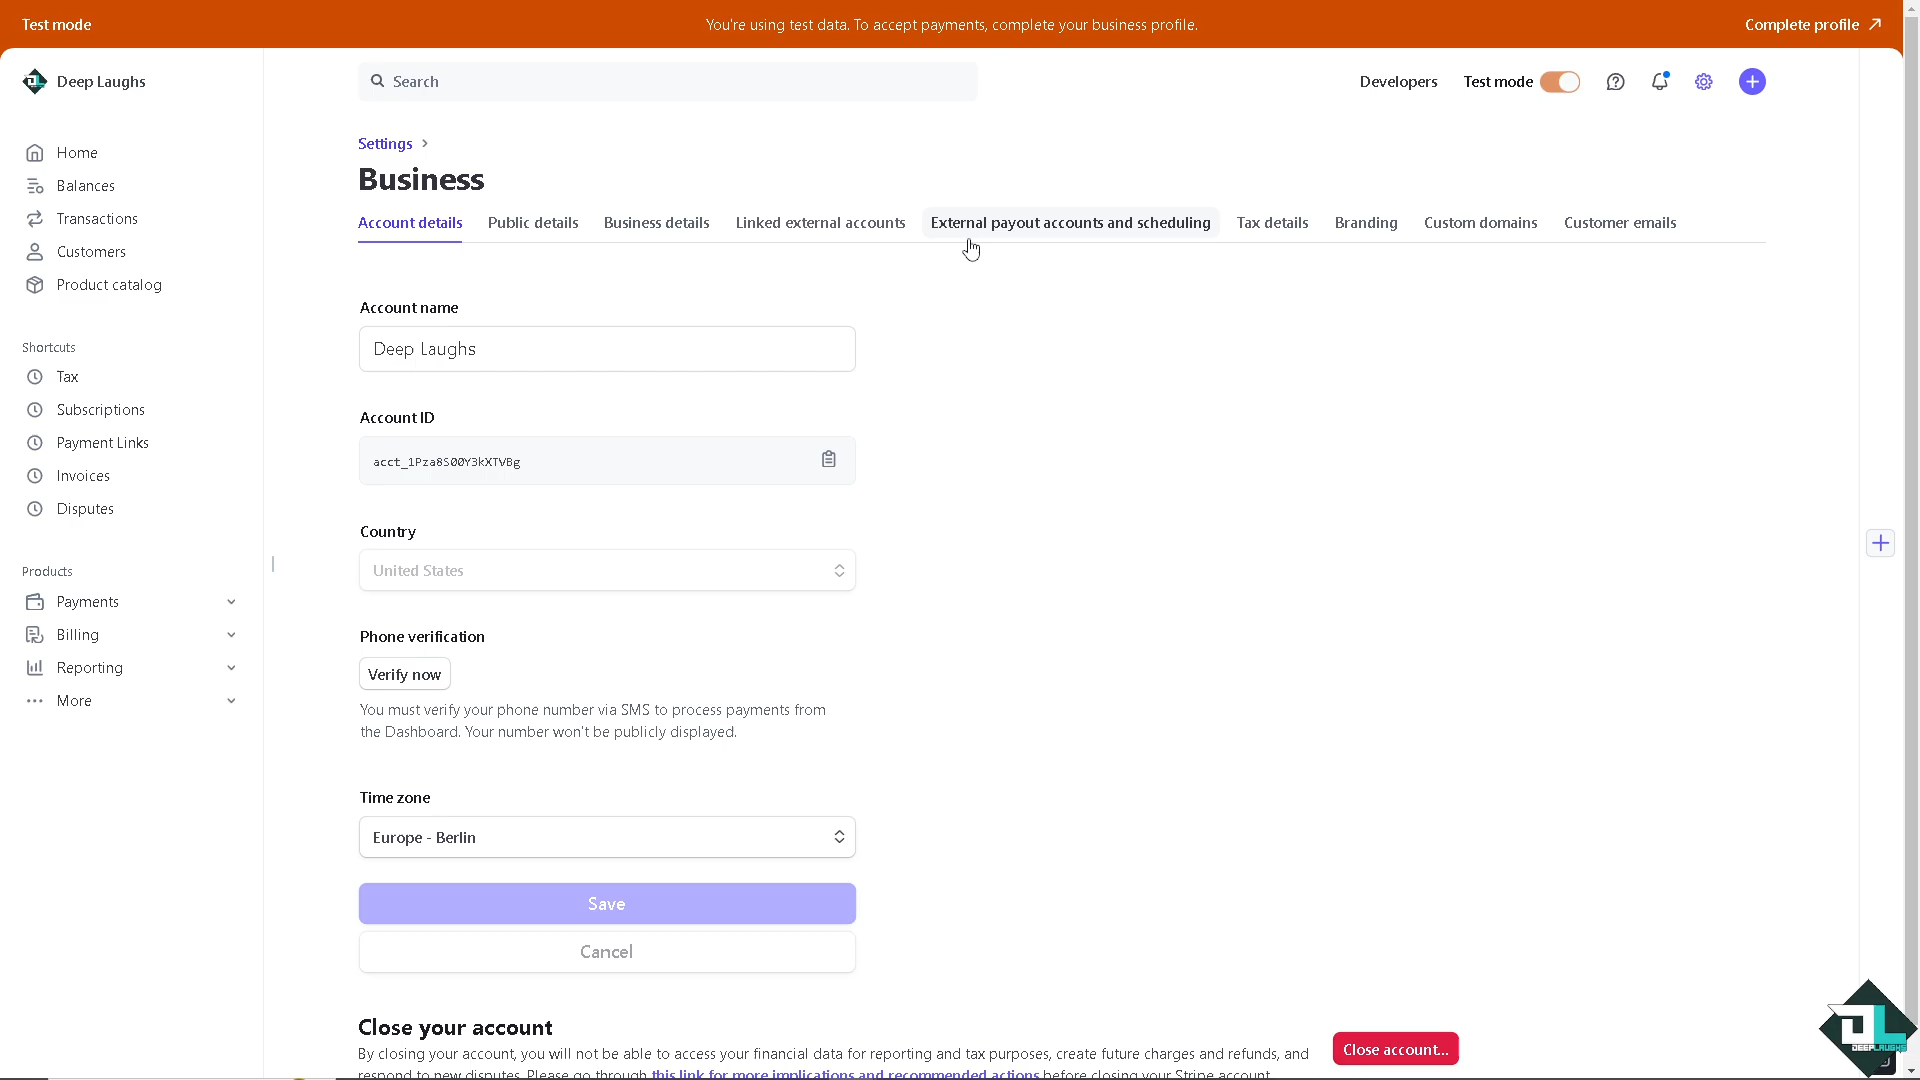 Test mode
You're using test data. To accept payments, complete your business profile.
Complete profile
Deep Laughs
Search
Developers
Test mode
Home
Balances
Transactions
Customers
Product catalog
Shortcuts
Tax
Subscriptions
Payment Links
Invoices
Disputes
Products
Payments
Billing
Reporting
More
Settings
Business
Account details
Public details
Business details
Linked external accounts
External payout accounts and scheduling
Tax details
Branding
Custom domains
Customer emails
Account name
Deep Laughs
Account ID
acct_1Pza8S00Y3kXTVBg
Country
United States
Phone verification
Verify now
You must verify your phone number via SMS to process payments from
the Dashboard. Your number won't be publicly displayed.
Time zone
Europe - Berlin
Save
Cancel
Close your account
By closing your account, you will not be able to access your financial data for reporting and tax purposes, create future charges and refunds, and
respond to new disputes. Please go through this link for more implications and recommended actions before closing your Stripe account.
Close account...
DL
DEEPLAUGHS